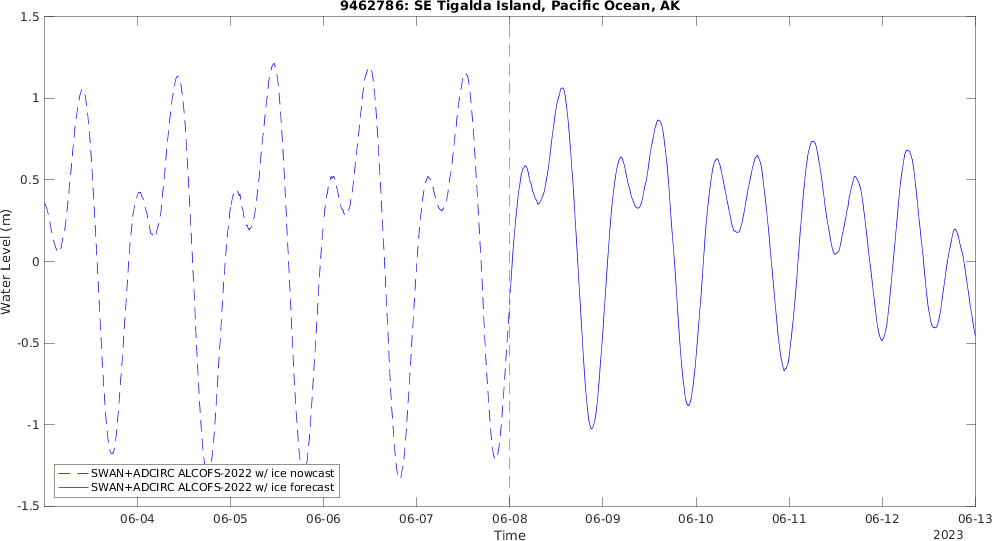 9462786: SE Tigalda Island, Pacific Ocean, AK
1.5
1
0.5
0
-0.5
-1
-1.5
Water Level (m)
SWAN+ADCIRC ALCOFS-2022 w/ ice nowcast
SWAN+ADCIRC ALCOFS-2022 w/ ice forecast
06-04 06-05 06-06 06-07 06-08 06-09 06-10 06-11 06-12 06-13
Time
2023